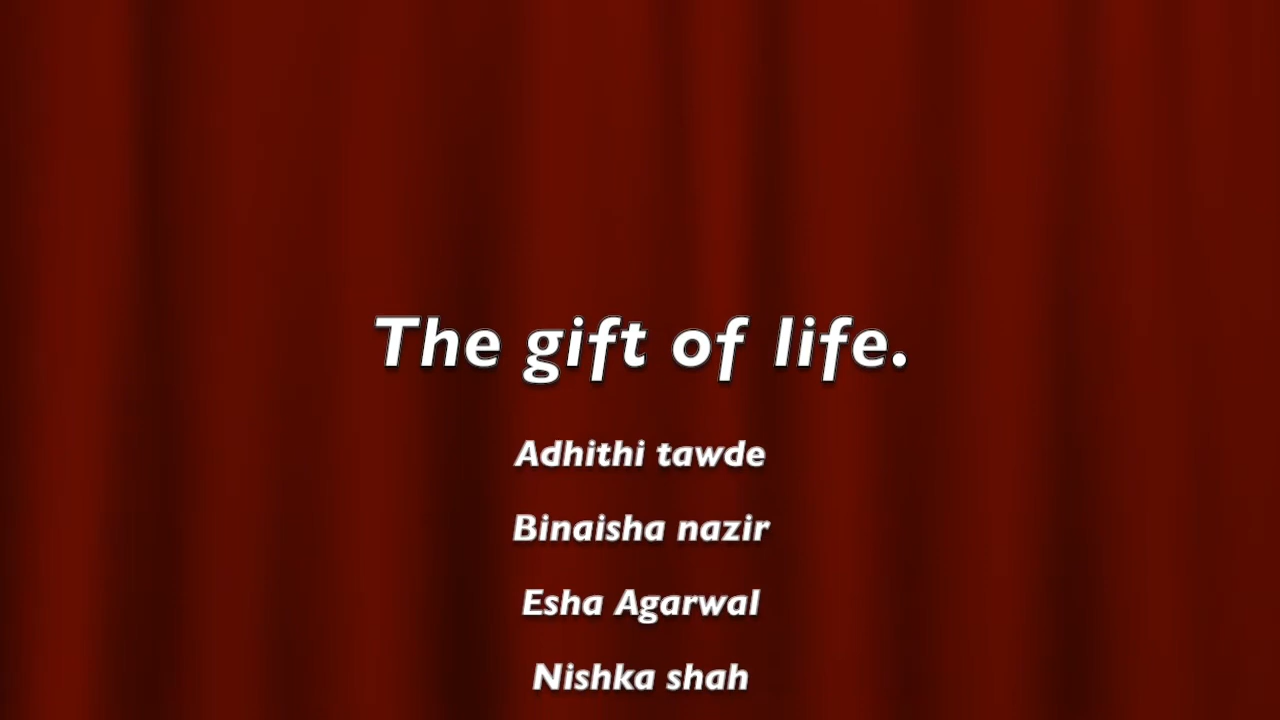 The gift of life.
Adhithi tawde
Binaisha nazir
Esha Agarwal
Nishka shah